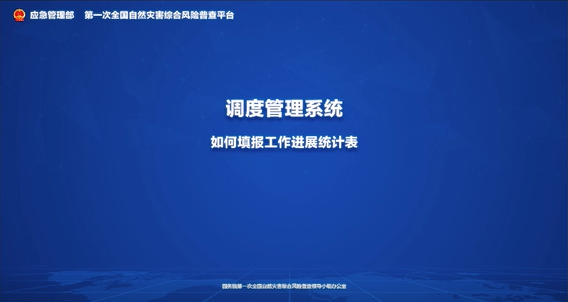 应急管理部 第一次全国自然灾害综合风险普查平台
调度管理系统
如何填报工作进展统计表
国务院第一次全国自然灾害综合风险普查领导小组办公室